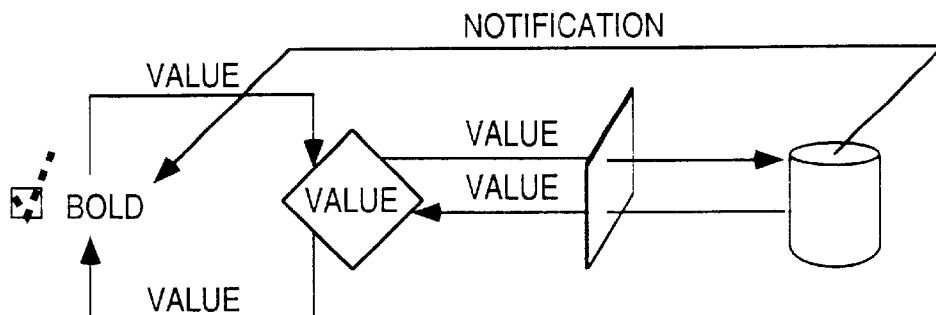 NOTIFICATION
VALUE
VALUE
VALUE
BOLD
VALUE
VALUE